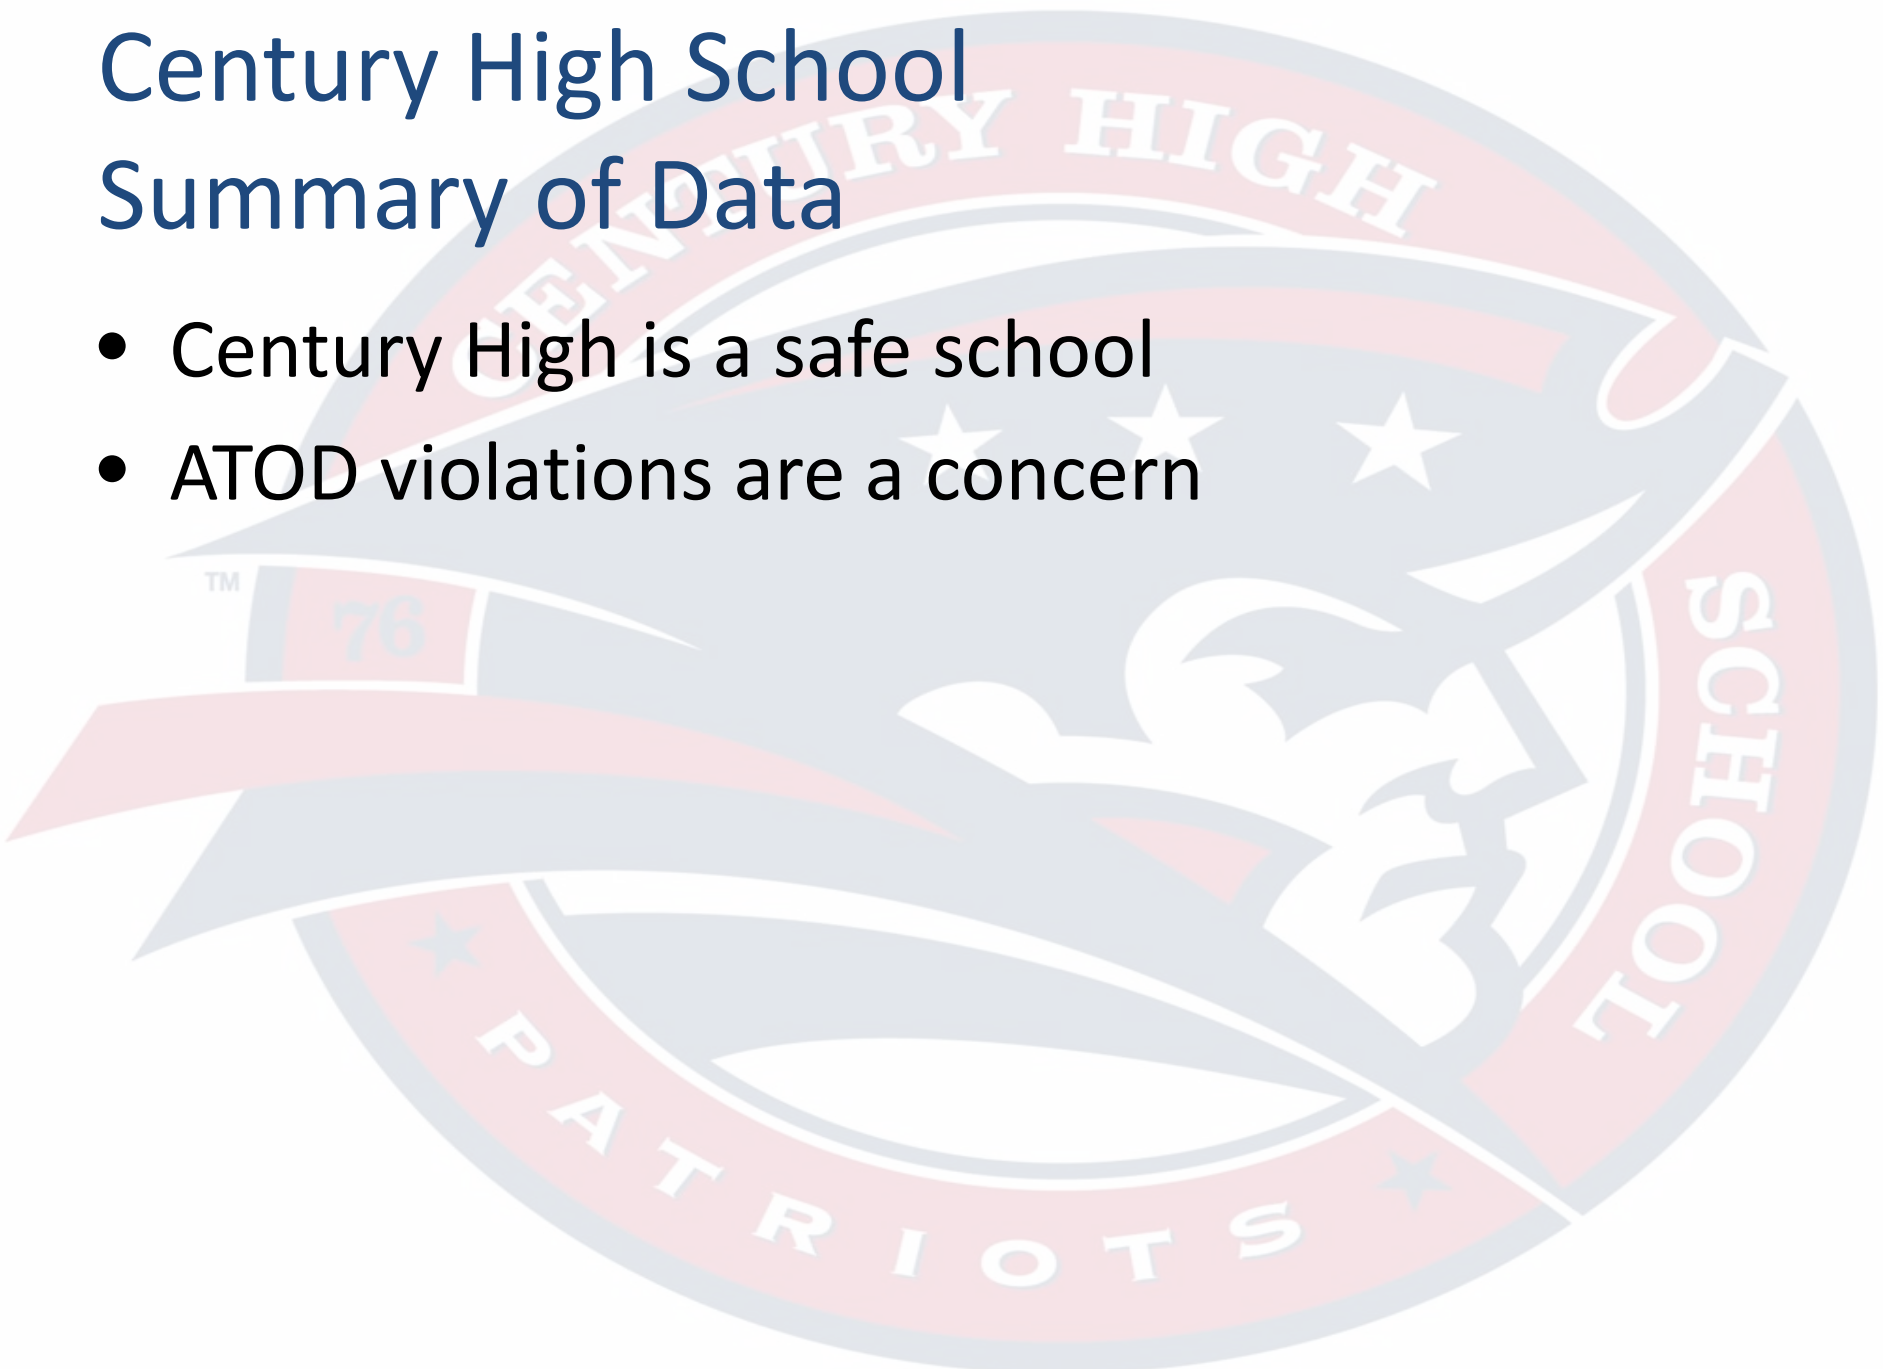 Century High School
Summary of Data
• Century High is a safe school
• ATOD violations are a concern
CENTURY HIGH SCHOOL
TM
76
PATRIOTS